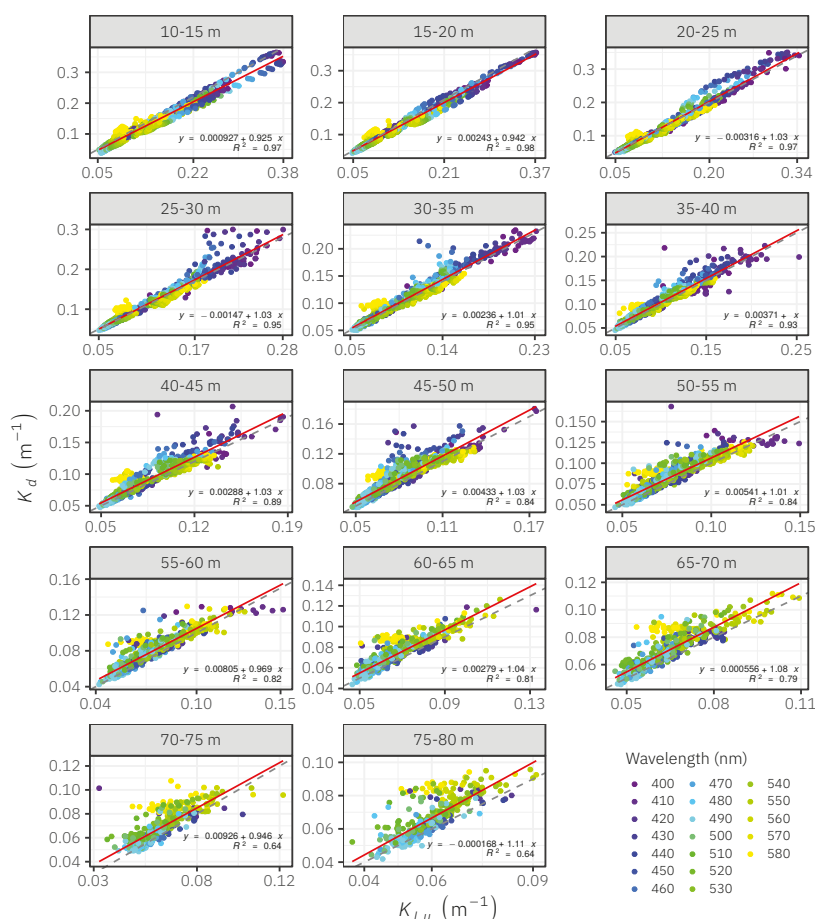 10-15 m 15-20 m 20-25 m
0.3 0.2 0.1
y = 0.000927 + 0.925 x
R² = 0.97
0.05 0.22 0.38
0.3 0.2 0.1
y = 0.00243 + 0.942 x
R² = 0.98
0.05 0.21 0.37
0.3 0.2 0.1
y = − 0.00316 + 1.03 x
R² = 0.97
0.05 0.20 0.34
25-30 m 30-35 m 35-40 m
0.3 0.2 0.1
y = − 0.00147 + 1.03 x
R² = 0.95
0.05 0.17 0.28
0.20 0.15 0.10 0.05
y = 0.00236 + 1.01 x
R² = 0.95
0.05 0.14 0.23
0.25 0.20 0.15 0.10 0.05
y = 0.00371 + x
R² = 0.93
0.05 0.15 0.25
40-45 m 45-50 m 50-55 m
0.20 0.15 0.10 0.05
y = 0.00288 + 1.03 x
R² = 0.89
0.05 0.12 0.19
0.16 0.12 0.08
y = 0.00433 + 1.03 x
R² = 0.84
0.05 0.11 0.17
0.150 0.125 0.100 0.075 0.050
y = 0.00541 + 1.01 x
R² = 0.84
0.05 0.10 0.15
K d (m⁻¹)
55-60 m 60-65 m 65-70 m
0.16 0.12 0.08 0.04
y = 0.00805 + 0.969 x
R² = 0.82
0.04 0.10 0.15
0.14 0.12 0.10 0.08 0.06 0.04
y = 0.00279 + 1.04 x
R² = 0.81
0.05 0.09 0.13
0.12 0.10 0.08 0.06
y = 0.000556 + 1.08 x
R² = 0.79
0.05 0.08 0.11
70-75 m 75-80 m
0.12 0.10 0.08 0.06 0.04
y = 0.00926 + 0.946 x
R² = 0.64
0.03 0.08 0.12
0.10 0.08 0.06 0.04
y = − 0.000168 + 1.11 x
R² = 0.64
0.04 0.06 0.09
K Lu (m⁻¹)
Wavelength (nm)
400 470 540
410 480 550
420 490 560
430 500 570
440 510 580
450 520
460 530